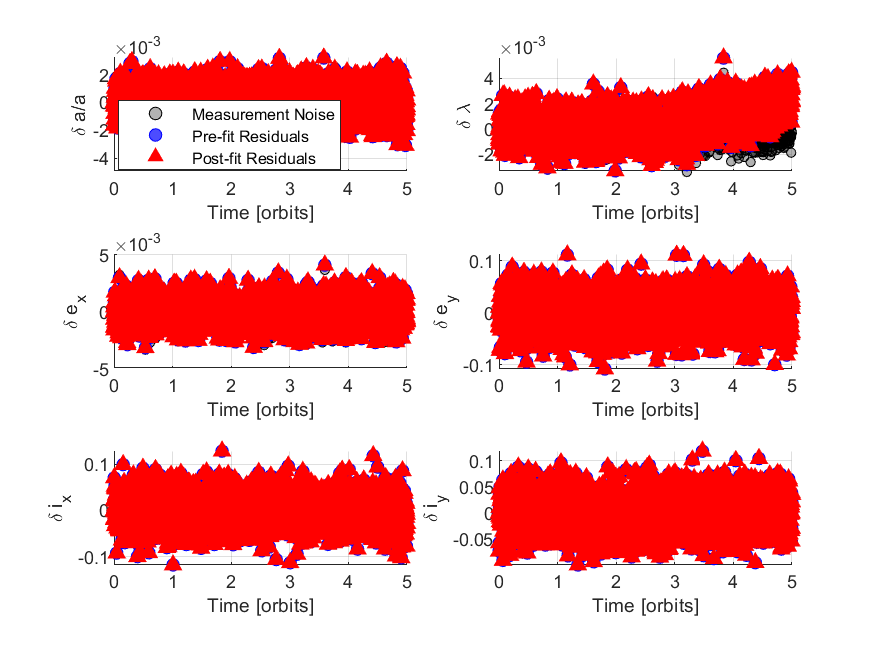 ×10-3
2
0
-2
-4
δ a/a
Measurement Noise
Pre-fit Residuals
Post-fit Residuals
0 1 2 3 4 5
Time [orbits]
×10-3
4
2
0
-2
δ λ
0 1 2 3 4 5
Time [orbits]
×10-3
5
0
-5
δ ex
0 1 2 3 4 5
Time [orbits]
0.1
0
-0.1
δ ey
0 1 2 3 4 5
Time [orbits]
0.1
0
-0.1
δ ix
0 1 2 3 4 5
Time [orbits]
0.1
0.05
0
-0.05
δ iy
0 1 2 3 4 5
Time [orbits]